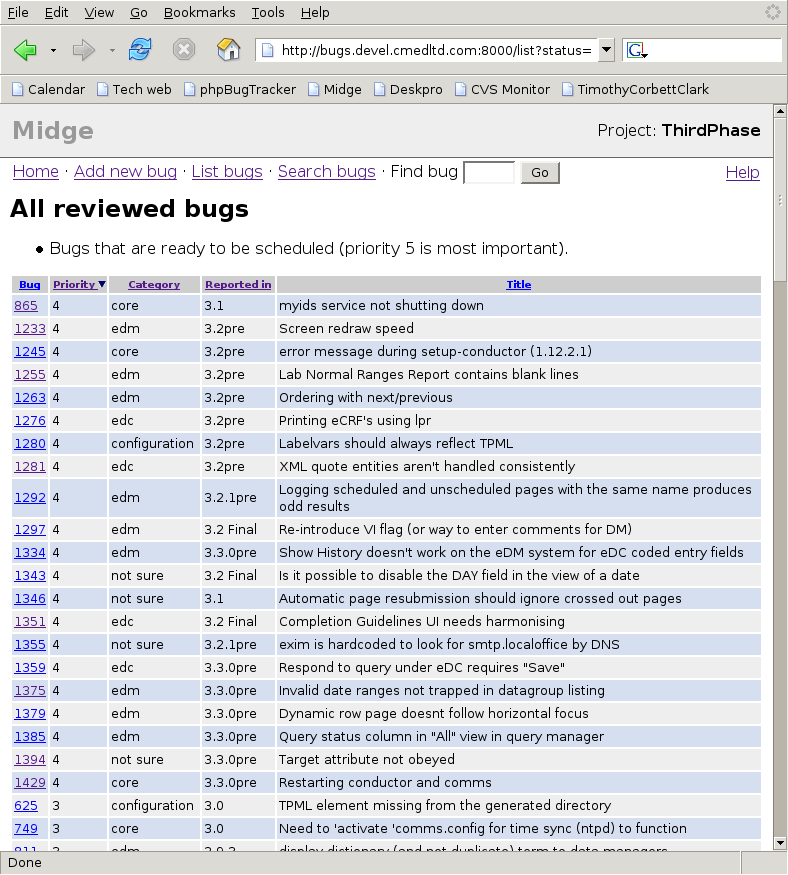 File Edit View Go Bookmarks Tools Help
http://bugs.devel.cmedltd.com:8000/list?status=
Calendar Tech web phpBugTracker Midge Deskpro CVS Monitor TimothyCorbettClark
Midge Project: ThirdPhase
Home · Add new bug · List bugs · Search bugs · Find bug Go Help
All reviewed bugs
• Bugs that are ready to be scheduled (priority 5 is most important).
Bug Priority▼ Category Reported in Title
865 4 core 3.1 myids service not shutting down
1233 4 edm 3.2pre Screen redraw speed
1245 4 core 3.2pre error message during setup-conductor (1.12.2.1)
1255 4 edm 3.2pre Lab Normal Ranges Report contains blank lines
1263 4 edm 3.2pre Ordering with next/previous
1276 4 edc 3.2pre Printing eCRF's using lpr
1280 4 configuration 3.2pre Labelvars should always reflect TPML
1281 4 edc 3.2pre XML quote entities aren't handled consistently
1292 4 edm 3.2.1pre Logging scheduled and unscheduled pages with the same name produces
odd results
1297 4 edm 3.2 Final Re-introduce VI flag (or way to enter comments for DM)
1334 4 edm 3.3.0pre Show History doesn't work on the eDM system for eDC coded entry fields
1343 4 not sure 3.2 Final Is it possible to disable the DAY field in the view of a date
1346 4 not sure 3.1 Automatic page resubmission should ignore crossed out pages
1351 4 edc 3.2 Final Completion Guidelines UI needs harmonising
1355 4 not sure 3.2.1pre exim is hardcoded to look for smtp.localoffice by DNS
1359 4 edc 3.3.0pre Respond to query under eDC requires "Save"
1375 4 edm 3.3.0pre Invalid date ranges not trapped in datagroup listing
1379 4 edm 3.3.0pre Dynamic row page doesnt follow horizontal focus
1385 4 edm 3.3.0pre Query status column in "All" view in query manager
1394 4 not sure 3.3.0pre Target attribute not obeyed
1429 4 core 3.3.0pre Restarting conductor and comms
625 3 configuration 3.0 TPML element missing from the generated directory
749 3 core 3.0 Need to 'activate 'comms.config for time sync (ntpd) to function
display dictionary (and not duplicate) term to data managers
Done